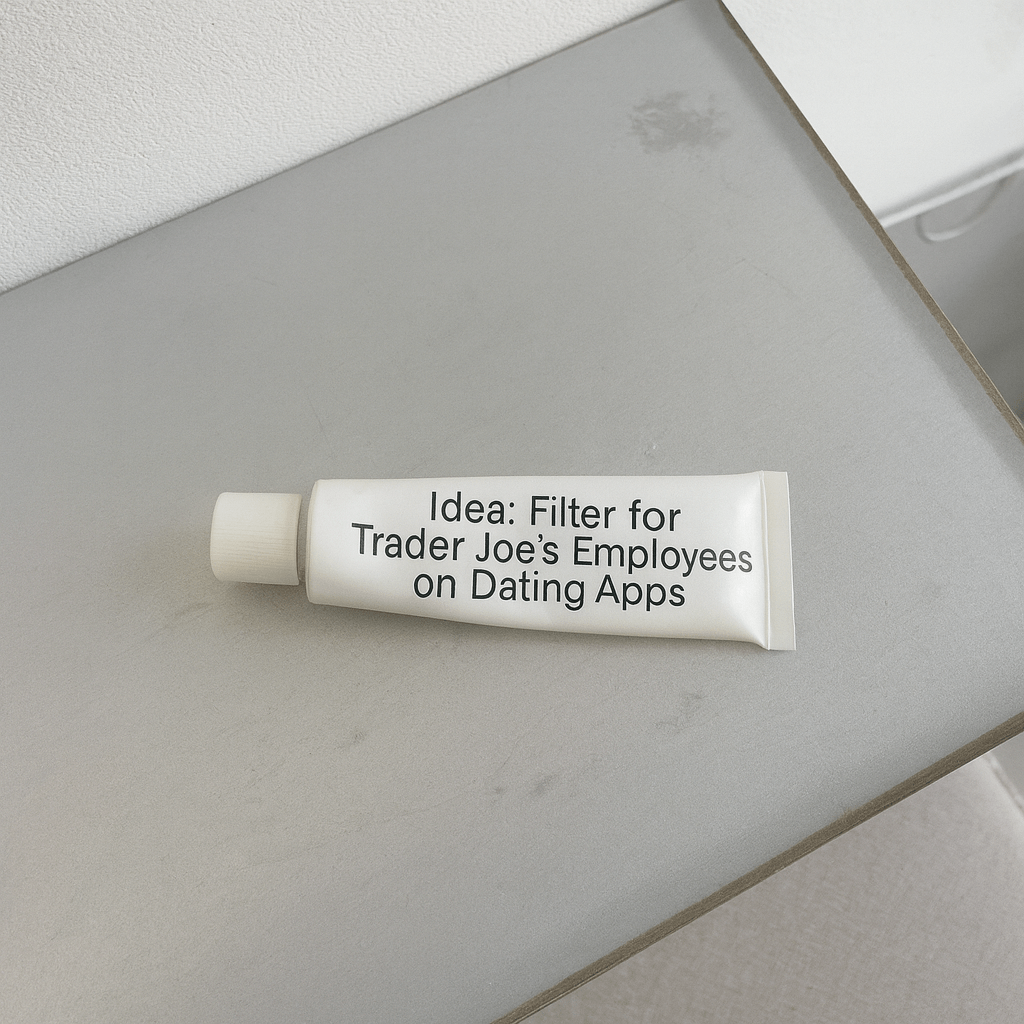 Idea: Filter for
Trader Joe's Employees
on Dating Apps